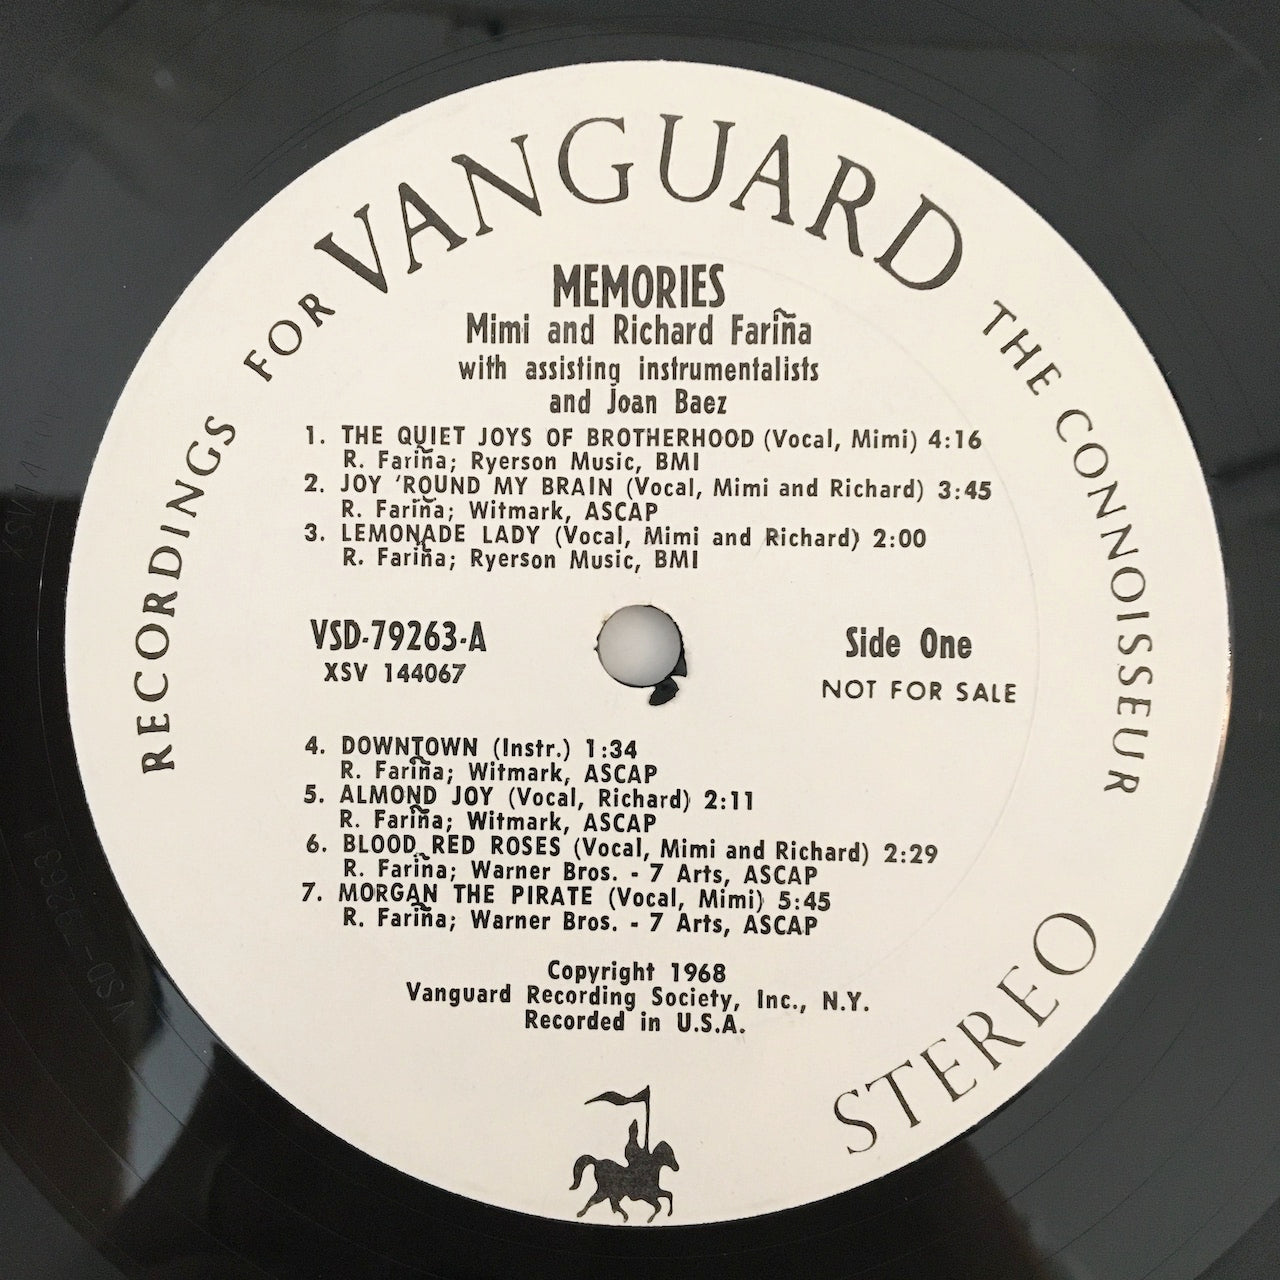 RECORDINGS FOR VANGUARD THE CONNOISSEUR
MEMORIES
Mimi and Richard Fariña
with assisting instrumentalists
and Joan Baez
1. THE QUIET JOYS OF BROTHERHOOD (Vocal, Mimi) 4:16
R. Fariña; Ryerson Music, BMI
2. JOY 'ROUND MY BRAIN (Vocal, Mimi and Richard) 3:45
R. Fariña; Witmark, ASCAP
3. LEMONADE LADY (Vocal, Mimi and Richard) 2:00
R. Fariña; Ryerson Music, BMI
VSD-79263-A
XSV 144067
Side One
NOT FOR SALE
4. DOWNTOWN (Instr.) 1:34
R. Fariña; Witmark, ASCAP
5. ALMOND JOY (Vocal, Richard) 2:11
R. Fariña; Witmark, ASCAP
6. BLOOD RED ROSES (Vocal, Mimi and Richard) 2:29
R. Fariña; Warner Bros. - 7 Arts, ASCAP
7. MORGAN THE PIRATE (Vocal, Mimi) 5:45
R. Fariña; Warner Bros. - 7 Arts, ASCAP
Copyright 1968
Vanguard Recording Society, Inc., N.Y.
Recorded in U.S.A.
STEREO
VSD-79263 A